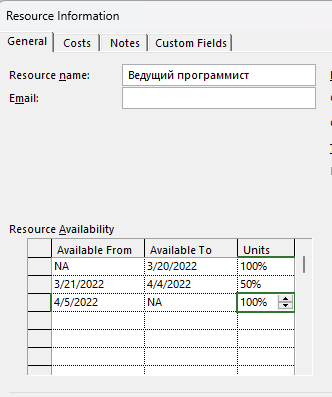 Resource Information
General Costs Notes Custom Fields
Resource name: Ведущий программист
Email:
Resource Availability
Available From Available To Units
NA 3/20/2022 100%
3/21/2022 4/4/2022 50%
4/5/2022 NA 100%